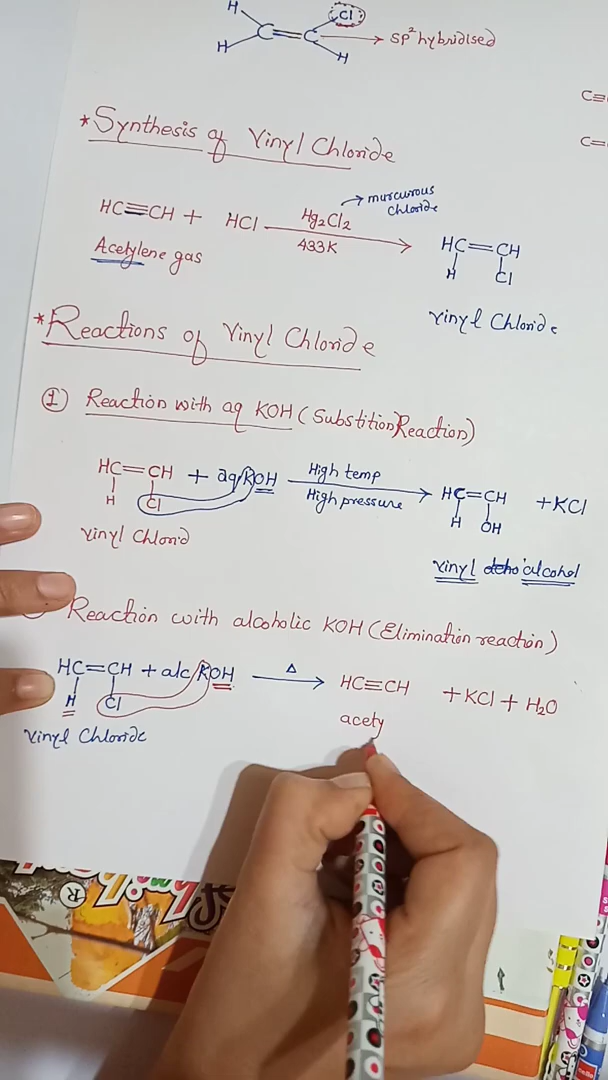 H Cl
C=C → sp² hybridised
H H
C≡
C=
*Synthesis of Vinyl Chloride
HC≡CH + HCl Hg₂Cl₂ → murcurous chloride
433K
HC=CH
H Cl
Acetylene gas
Vinyl Chloride
*Reactions of Vinyl Chloride
① Reaction with aq KOH (Substition Reaction)
HC=CH + aq KOH High temp → HC=CH + KCl
High pressure
H Cl H OH
Vinyl Chlorid
vinyl alcohol
Reaction with alcoholic KOH (Elimination reaction)
HC=CH + alc KOH Δ → HC≡CH + KCl + H₂O
H Cl acety
Vinyl Chloride
R
cello